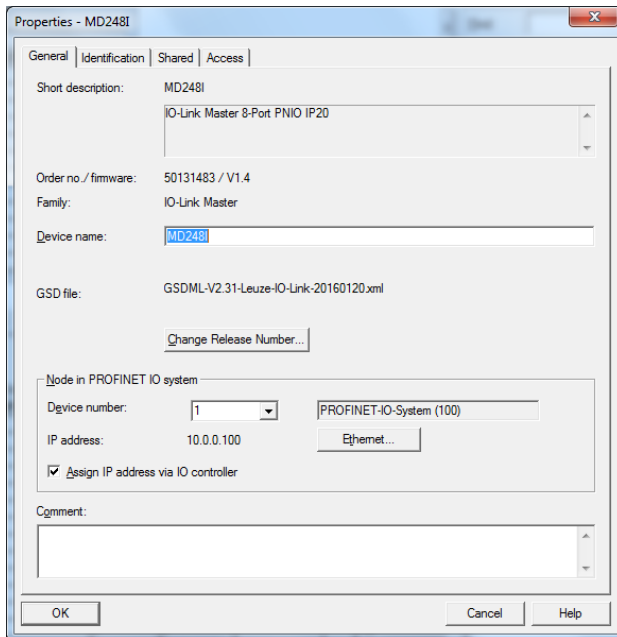 Properties - MD248I
General Identification Shared Access
Short description: MD248I
IO-Link Master 8-Port PNIO IP20
Order no./ firmware: 50131483 / V1.4
Family: IO-Link Master
Device name: MD248I
GSD file: GSDML-V2.31-Leuze-IO-Link-20160120.xml
Change Release Number...
Node in PROFINET IO system
Device number: 1 PROFINET-IO-System (100)
IP address: 10.0.0.100 Ethernet...
Assign IP address via IO controller
Comment:
OK Cancel Help